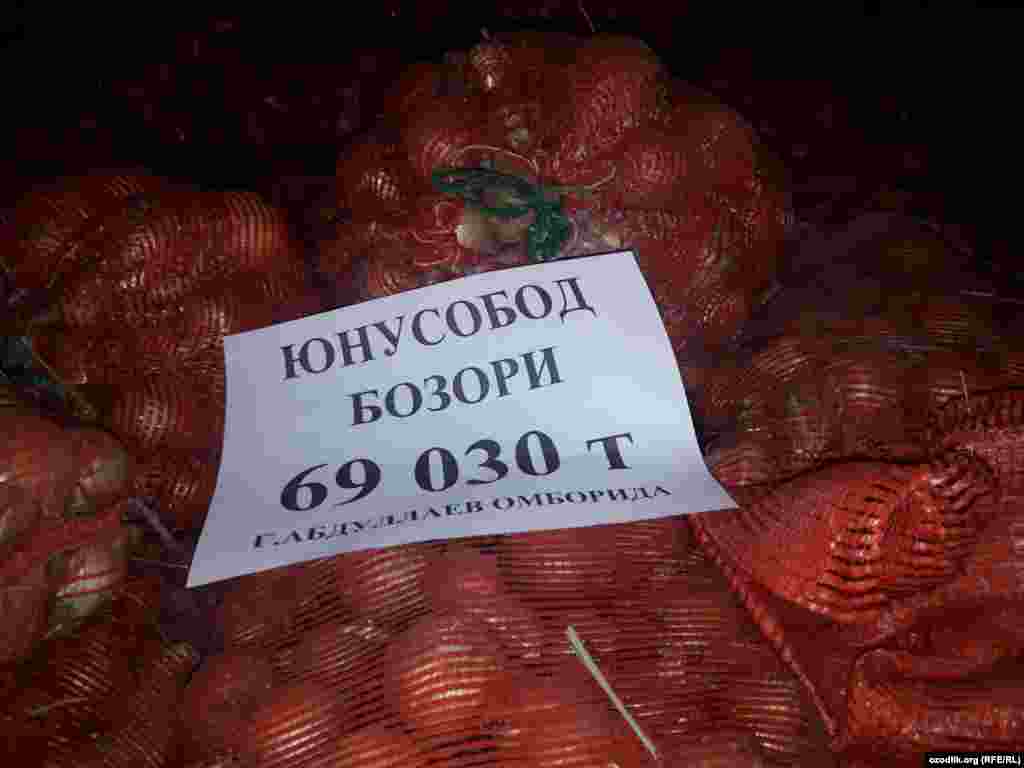 ЮНУСОБОД
БОЗОРИ
69 030 т
Г.АБДУЛЛАЕВ ОМБОРИДА
ozodlik.org (RFE/RL)